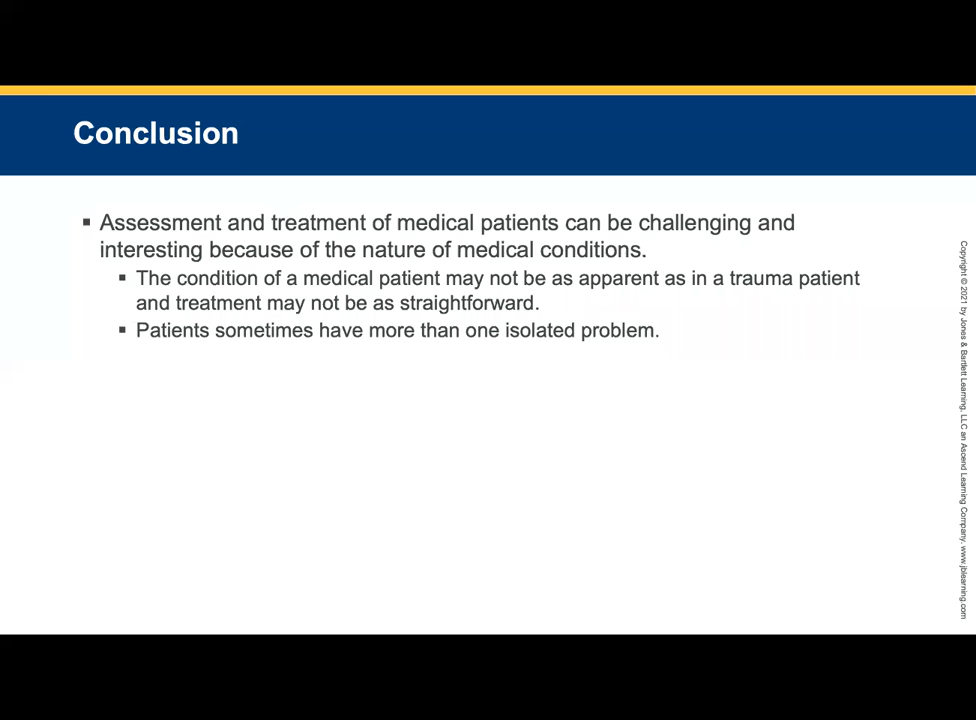 Conclusion
▪ Assessment and treatment of medical patients can be challenging and
interesting because of the nature of medical conditions.
▪ The condition of a medical patient may not be as apparent as in a trauma patient
and treatment may not be as straightforward.
▪ Patients sometimes have more than one isolated problem.
Copyright © 2021 by Jones & Bartlett Learning, LLC an Ascend Learning Company. www.jblearning.com